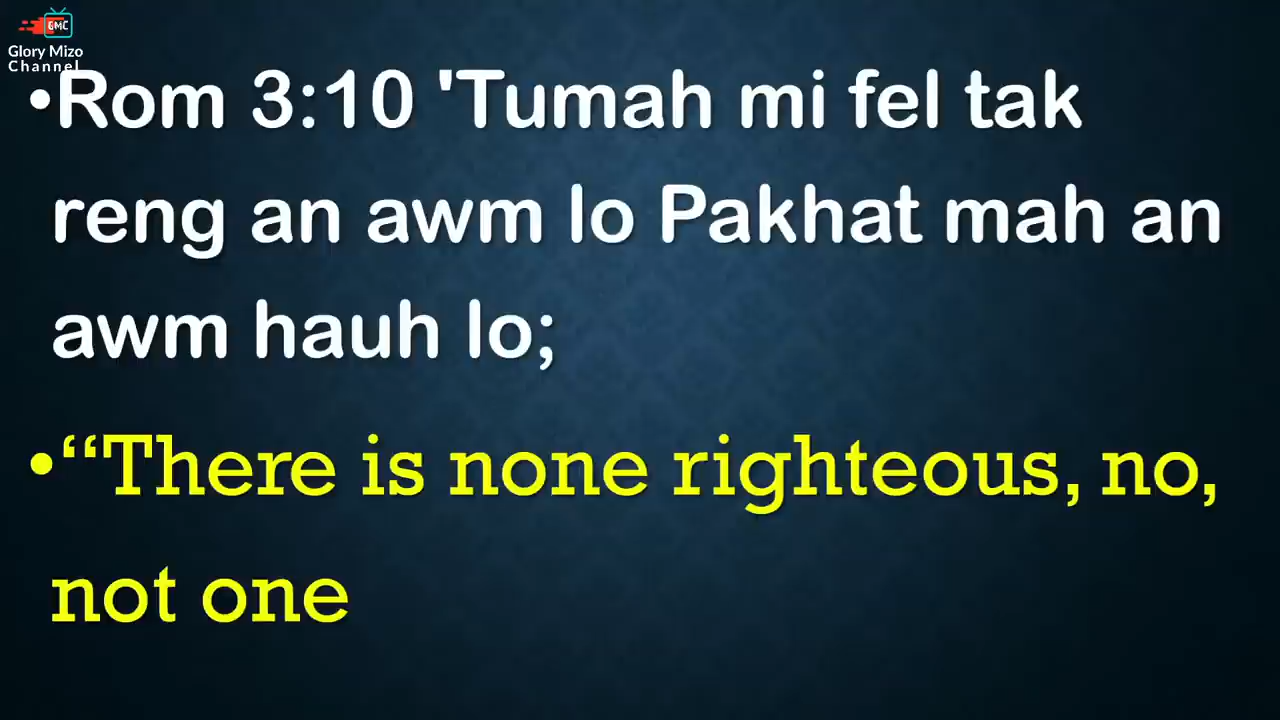 GMC
Glory Mizo
Channel
•Rom 3:10 'Tumah mi fel tak
reng an awm lo Pakhat mah an
awm hauh lo;
•“There is none righteous, no,
not one